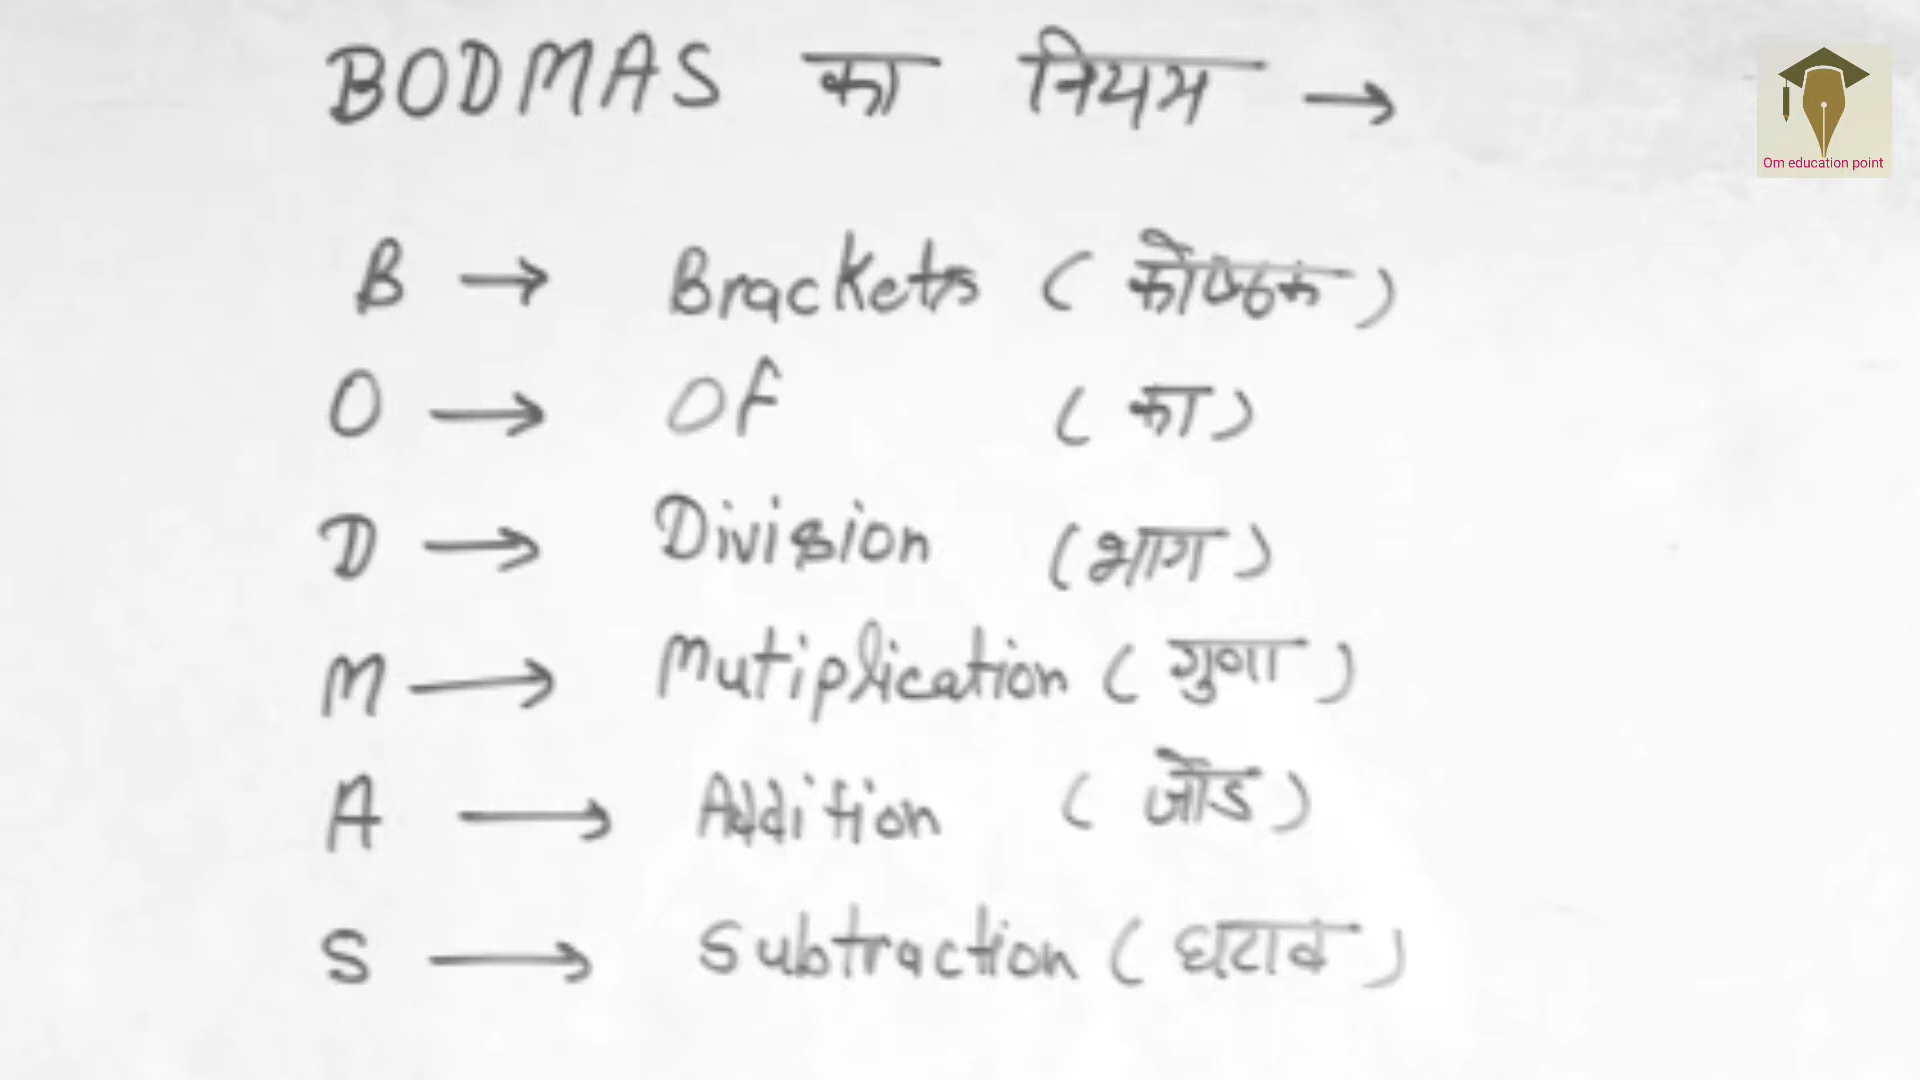 BODMAS का नियम →
Om education point
B → Brackets ( कोष्ठक )
O → Of ( का )
D → Division ( भाग )
M → Mutiplication ( गुणा )
A → Addition ( जोड )
S → Subtraction ( घटाव )